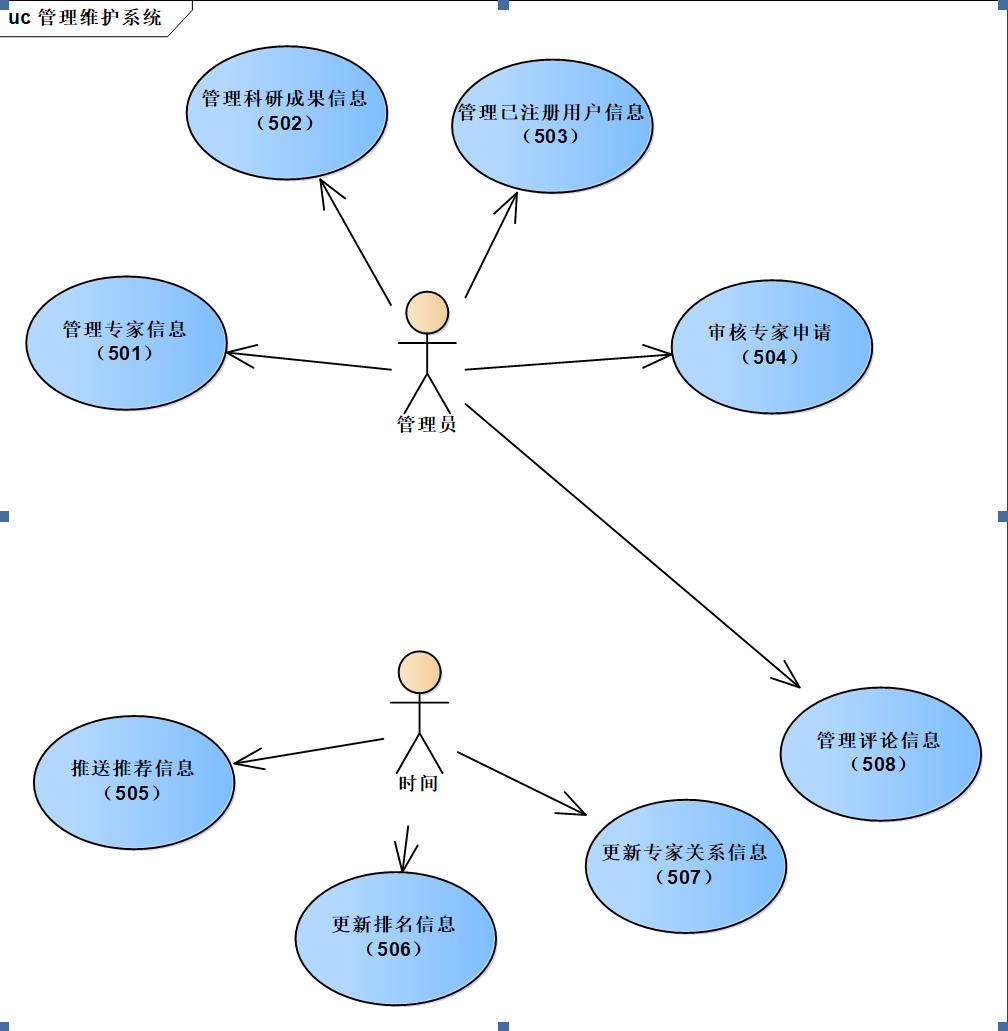 uc 管理维护系统
管理科研成果信息
（502）
管理已注册用户信息
（503）
管理专家信息
（501）
审核专家申请
（504）
管理员
时间
推送推荐信息
（505）
管理评论信息
（508）
更新专家关系信息
（507）
更新排名信息
（506）